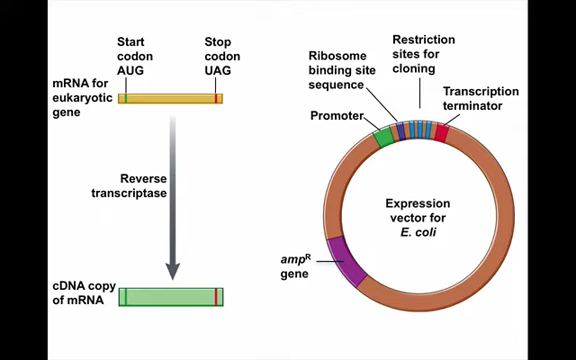 Start
codon
AUG
Stop
codon
UAG
mRNA for
eukaryotic
gene
Reverse
transcriptase
cDNA copy
of mRNA
Restriction
sites for
cloning
Ribosome
binding site
sequence
Transcription
terminator
Promoter
Expression
vector for
E. coli
ampᴿ
gene